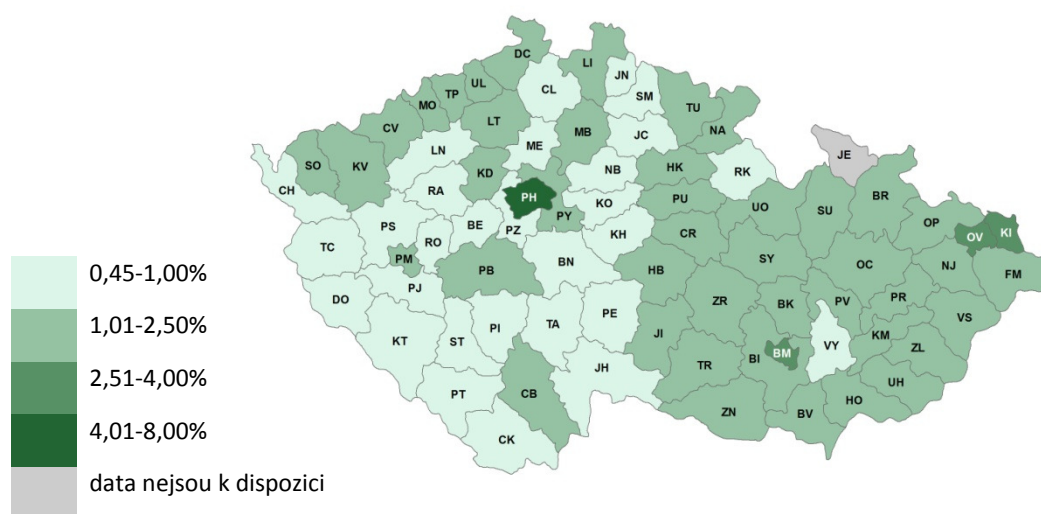 DC
LI
JN
UL
CL
SM
TP
MO
TU
LT
CV
MB
NA
JC
ME
LN
JE
SO
KV
KD
NB
HK
RK
CH
RA
BR
PH
KO
PU
UO
SU
PY
PS
BE
PZ
OP
RO
KH
CR
OV
KI
TC
PM
BN
SY
OC
NJ
PB
HB
FM
PJ
DO
ZR
BK
PV
PR
PE
VS
PI
TA
KT
ST
JI
KM
VY
ZL
BM
BI
TR
JH
UH
PT
CB
HO
ZN
BV
CK
0,45-1,00%
1,01-2,50%
2,51-4,00%
4,01-8,00%
data nejsou k dispozici